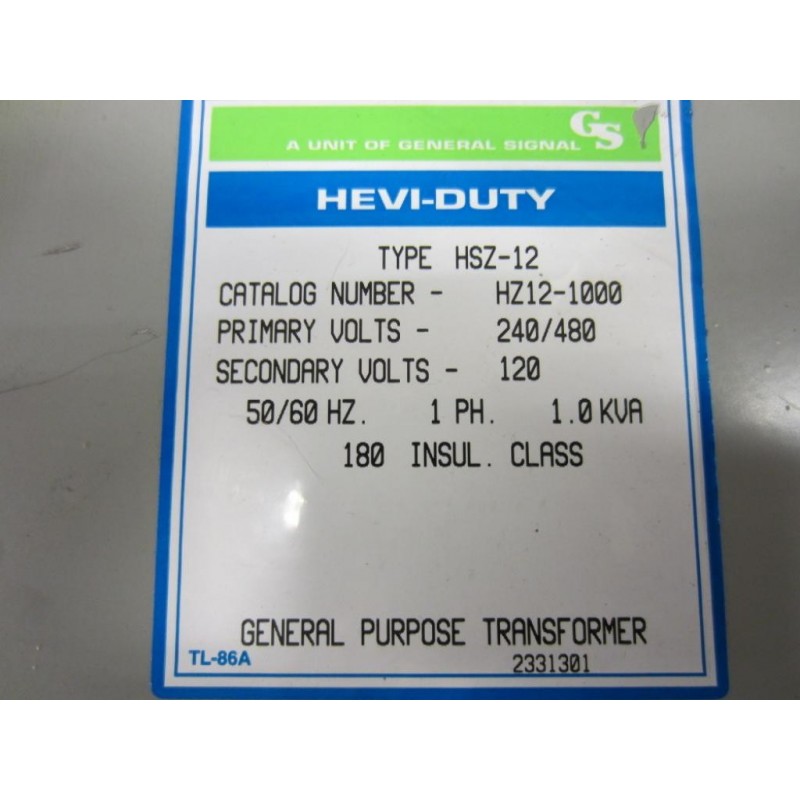 GS
A UNIT OF GENERAL SIGNAL
HEVI-DUTY
TYPE HSZ-12
CATALOG NUMBER - HZ12-1000
PRIMARY VOLTS - 240/480
SECONDARY VOLTS - 120
50/60 HZ. 1 PH. 1.0 KVA
180 INSUL. CLASS
GENERAL PURPOSE TRANSFORMER
TL-86A 2331301